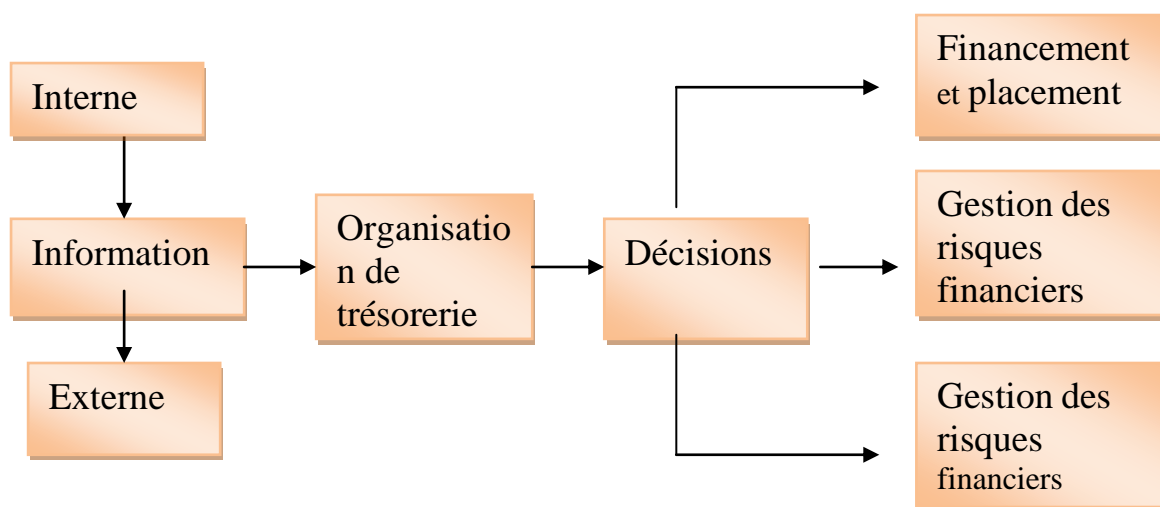 Interne
Information
Externe
Organisatio
n de
trésorerie
Décisions
Financement
et placement
Gestion des
risques
financiers
Gestion des
risques
financiers